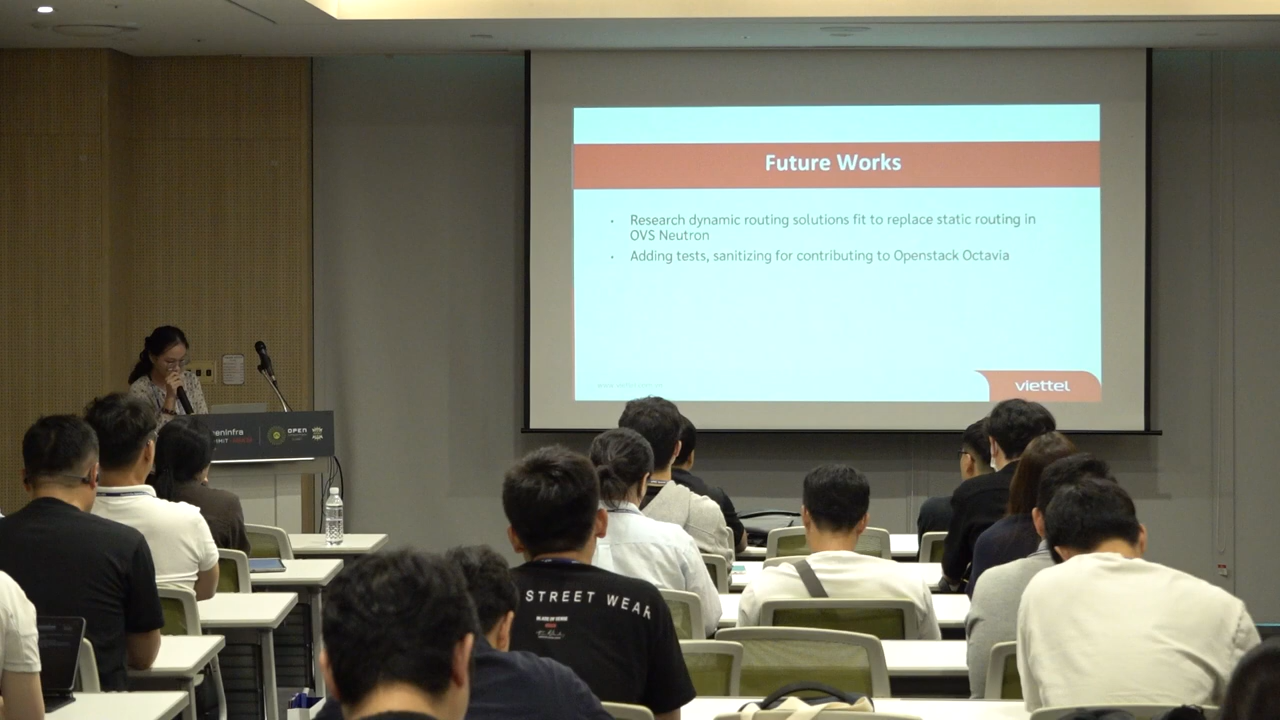 Future Works
· Research dynamic routing solutions fit to replace static routing in
OVS Neutron
· Adding tests, sanitizing for contributing to Openstack Octavia
viettel
OPEN
STREET WEAR